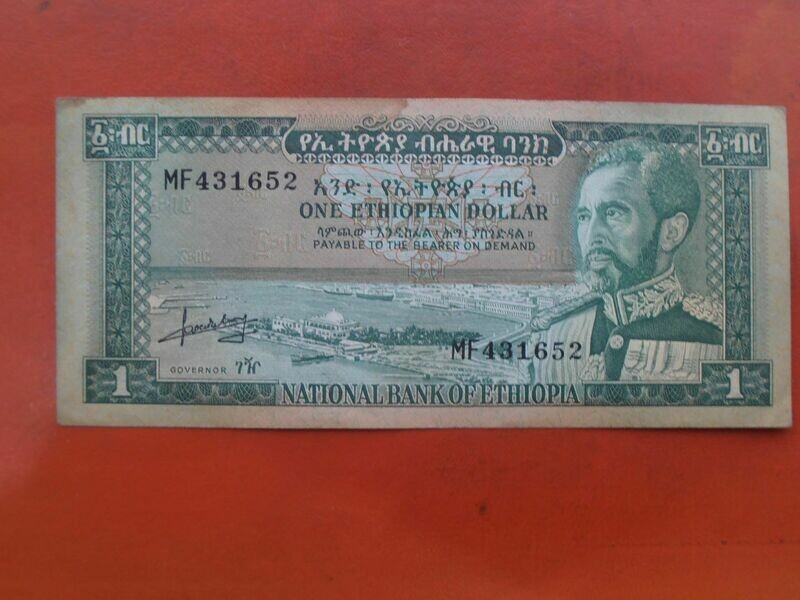 ፩·ብር
የኢትዮጵያ ብሔራዊ ባንክ
፩·ብር
MF431652
አንድ፡ የኢትዮጵያ፡ ብር፡
ONE ETHIOPIAN DOLLAR
PAYABLE TO THE BEARER ON DEMAND
MF431652
GOVERNOR ገዥ
1
NATIONAL BANK OF ETHIOPIA
1